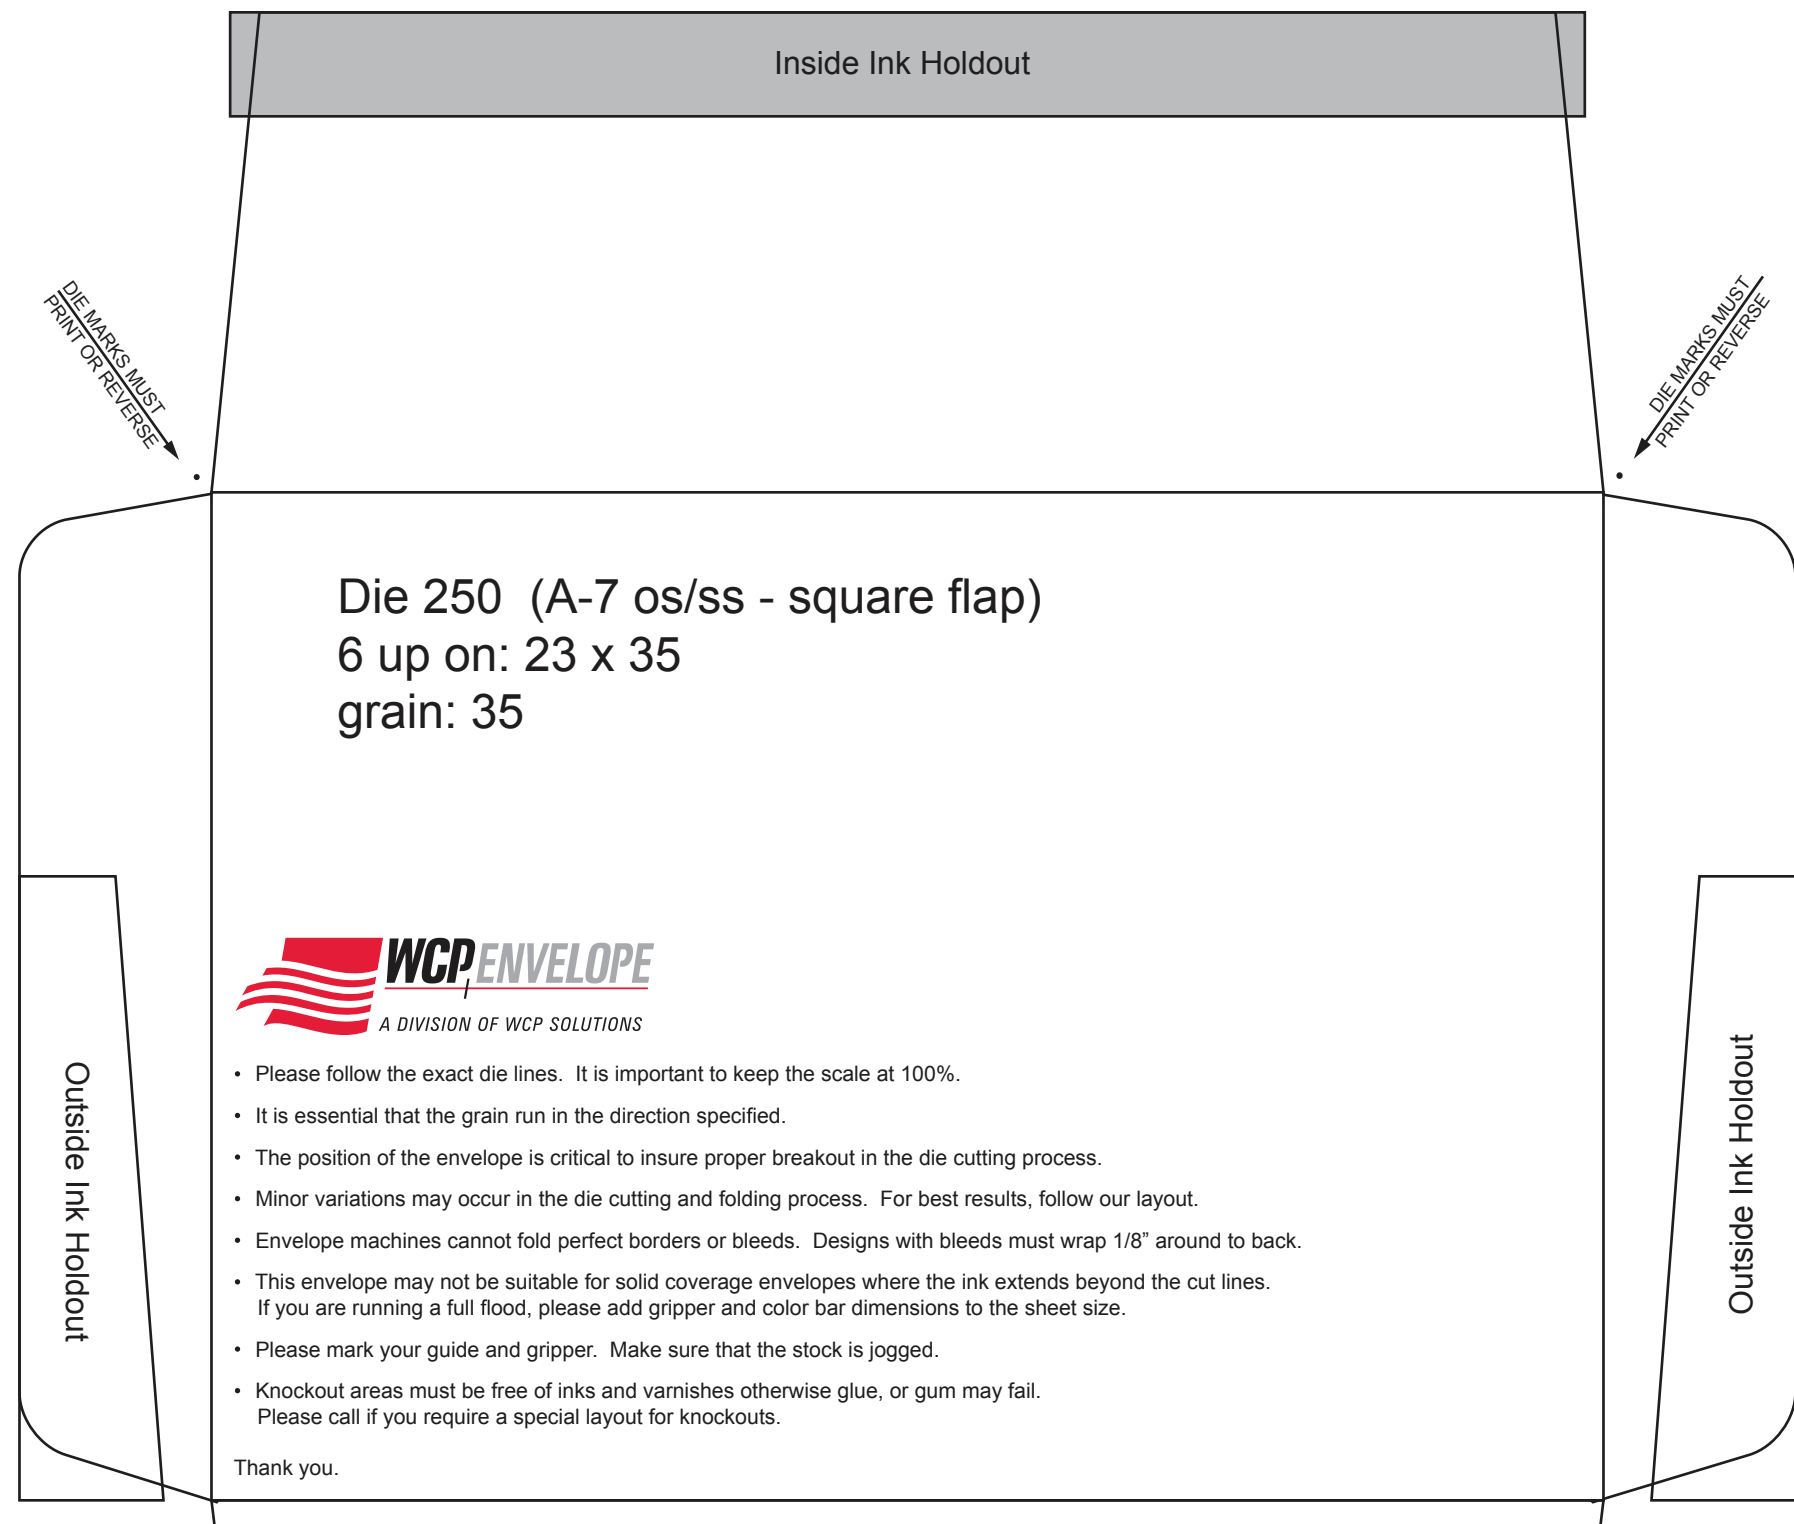 Inside Ink Holdout
DIE MARKS MUST
PRINT OR REVERSE
DIE MARKS MUST
PRINT OR REVERSE
Die 250  (A-7 os/ss - square flap)
6 up on: 23 x 35
grain: 35
WCP ENVELOPE
A DIVISION OF WCP SOLUTIONS
• Please follow the exact die lines.  It is important to keep the scale at 100%.
• It is essential that the grain run in the direction specified.
• The position of the envelope is critical to insure proper breakout in the die cutting process.
• Minor variations may occur in the die cutting and folding process.  For best results, follow our layout.
• Envelope machines cannot fold perfect borders or bleeds.  Designs with bleeds must wrap 1/8” around to back.
• This envelope may not be suitable for solid coverage envelopes where the ink extends beyond the cut lines.
If you are running a full flood, please add gripper and color bar dimensions to the sheet size.
• Please mark your guide and gripper.  Make sure that the stock is jogged.
• Knockout areas must be free of inks and varnishes otherwise glue, or gum may fail.
Please call if you require a special layout for knockouts.
Thank you.
Outside Ink Holdout
Outside Ink Holdout